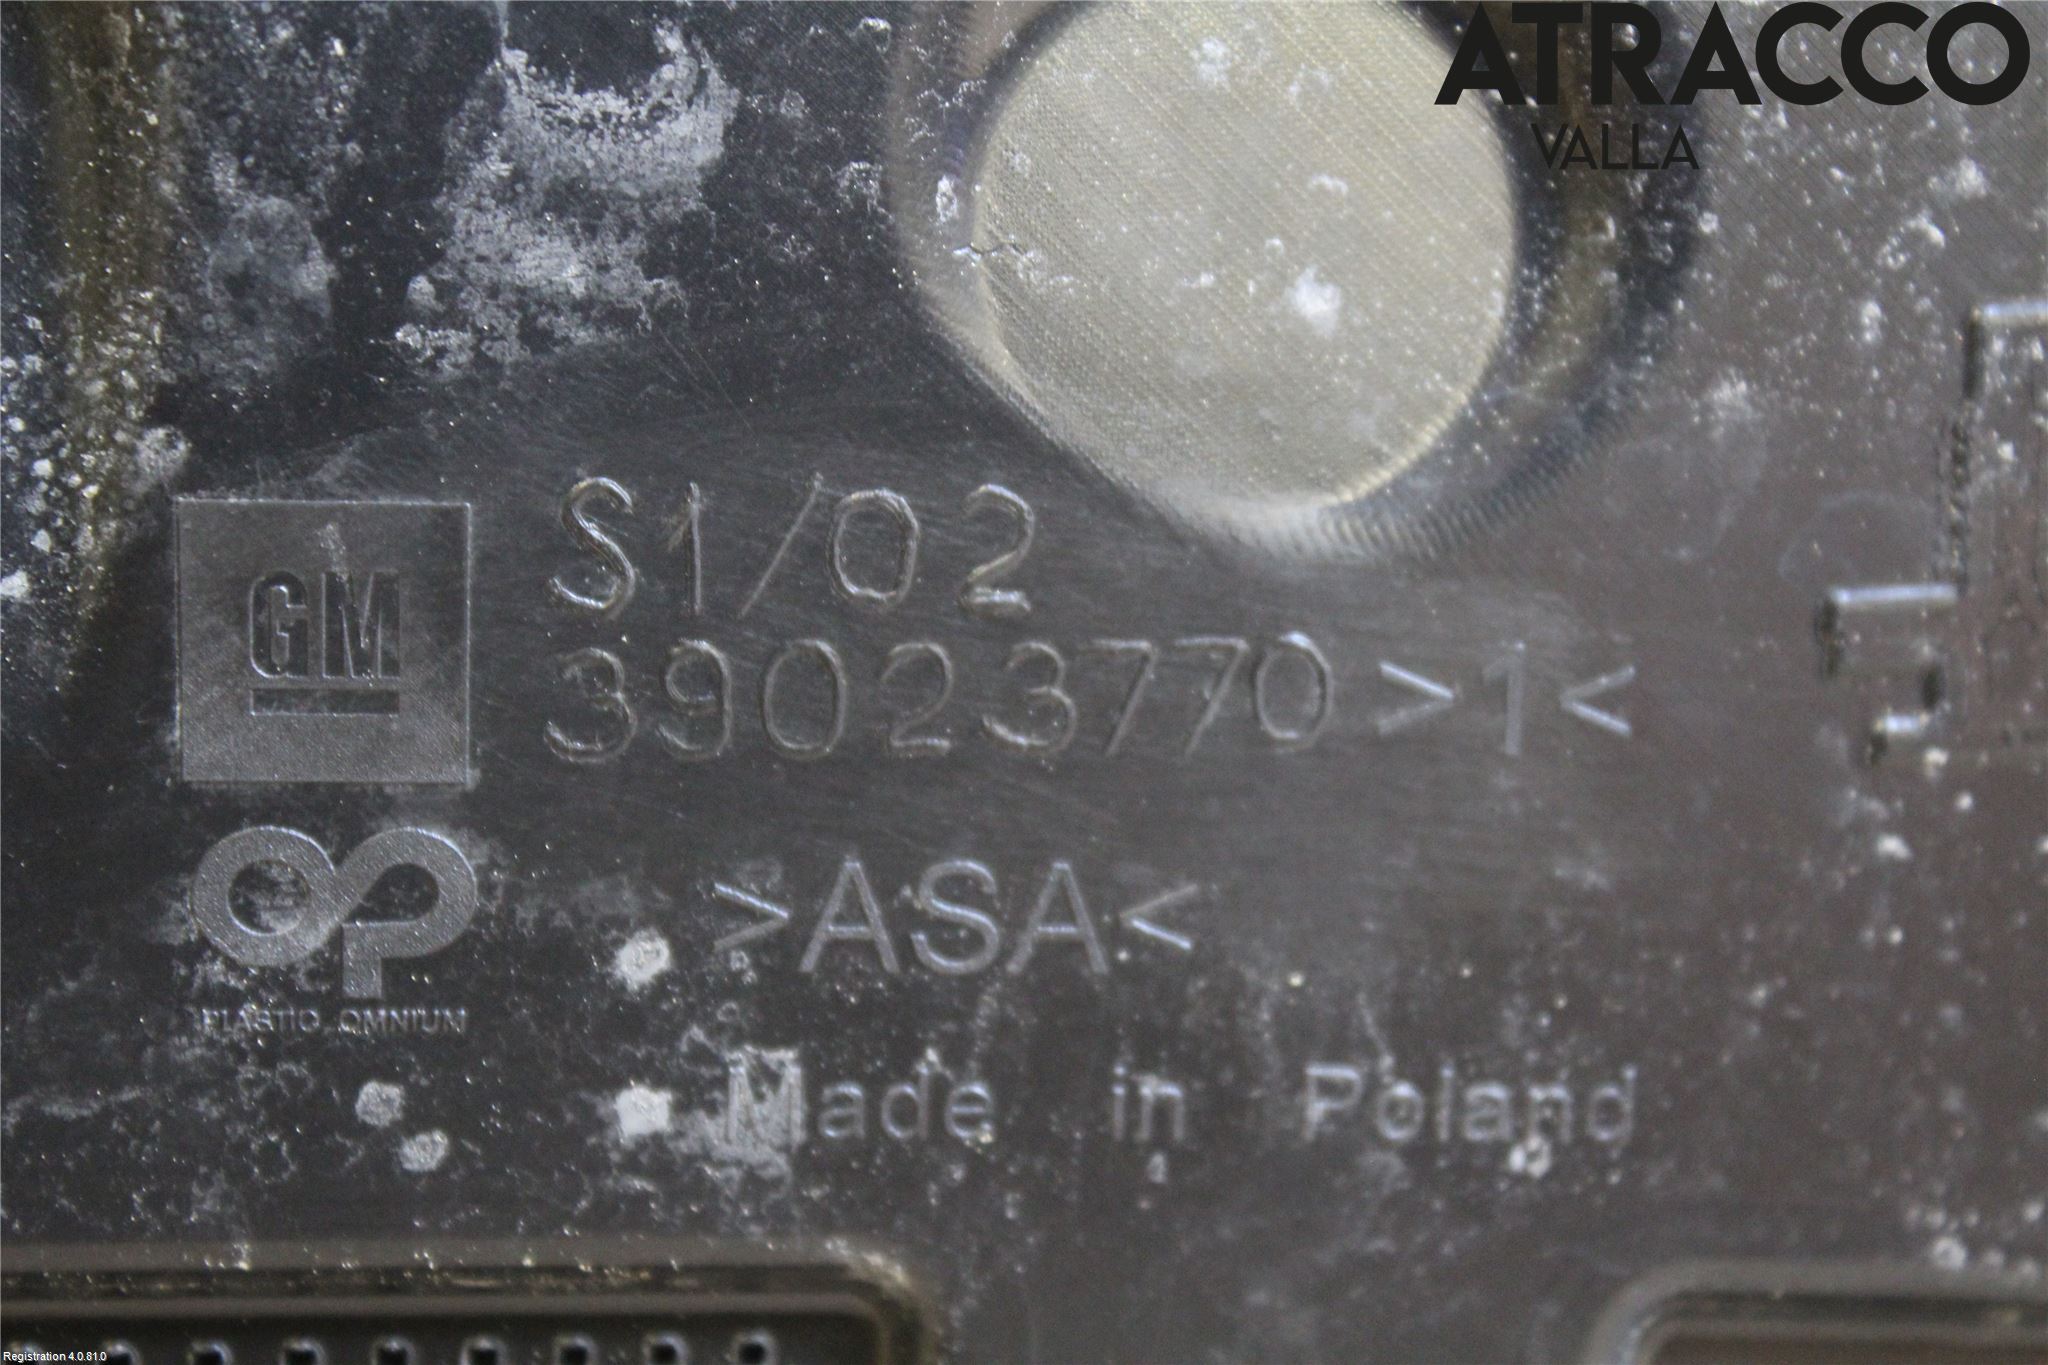 ATRACCO
VALLA
S1/02
GM
39023770 >1<
>ASA<
PLASTIC OMNIUM
Made in Poland
Registration 4.0.81.0